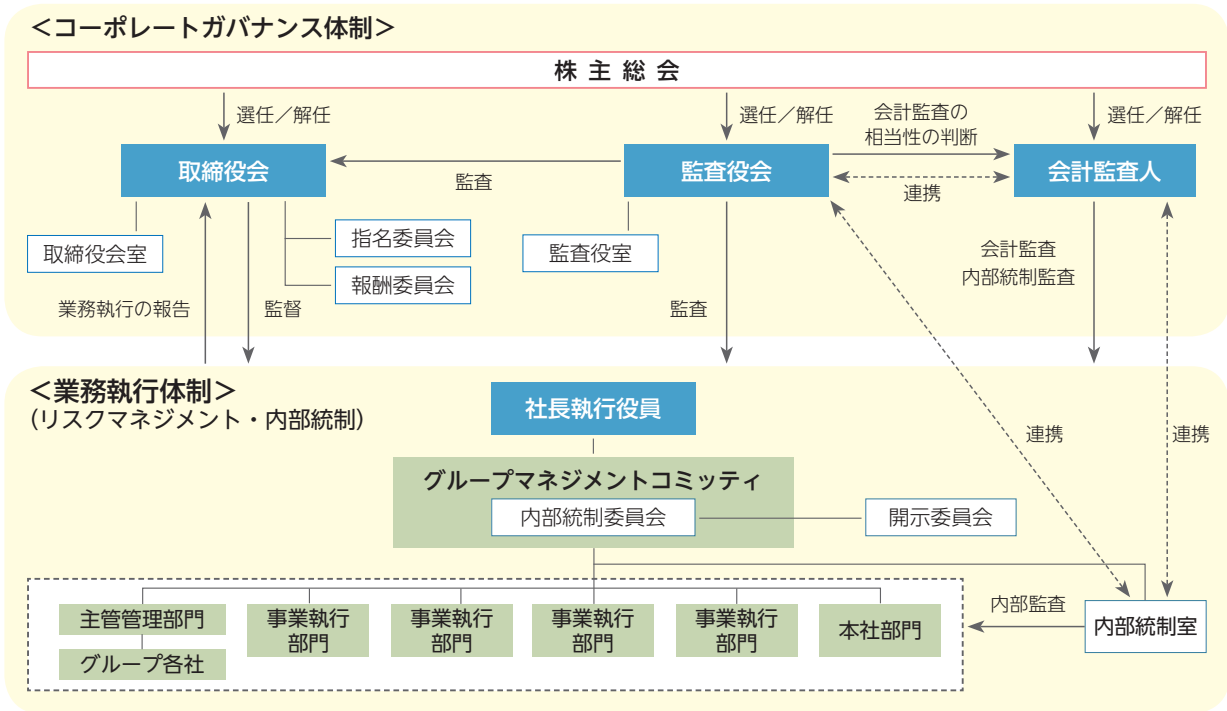 ＜コーポレートガバナンス体制＞
株主総会
選任／解任
選任／解任
会計監査の
相当性の判断
選任／解任
取締役会
監査
監査役会
連携
会計監査人
取締役会室
指名委員会
報酬委員会
監査役室
会計監査
内部統制監査
業務執行の報告
監督
監査
＜業務執行体制＞
(リスクマネジメント・内部統制)
社長執行役員
連携
連携
グループマネジメントコミッティ
内部統制委員会
開示委員会
主管管理部門
グループ各社
事業執行
部門
事業執行
部門
事業執行
部門
事業執行
部門
本社部門
内部監査
内部統制室